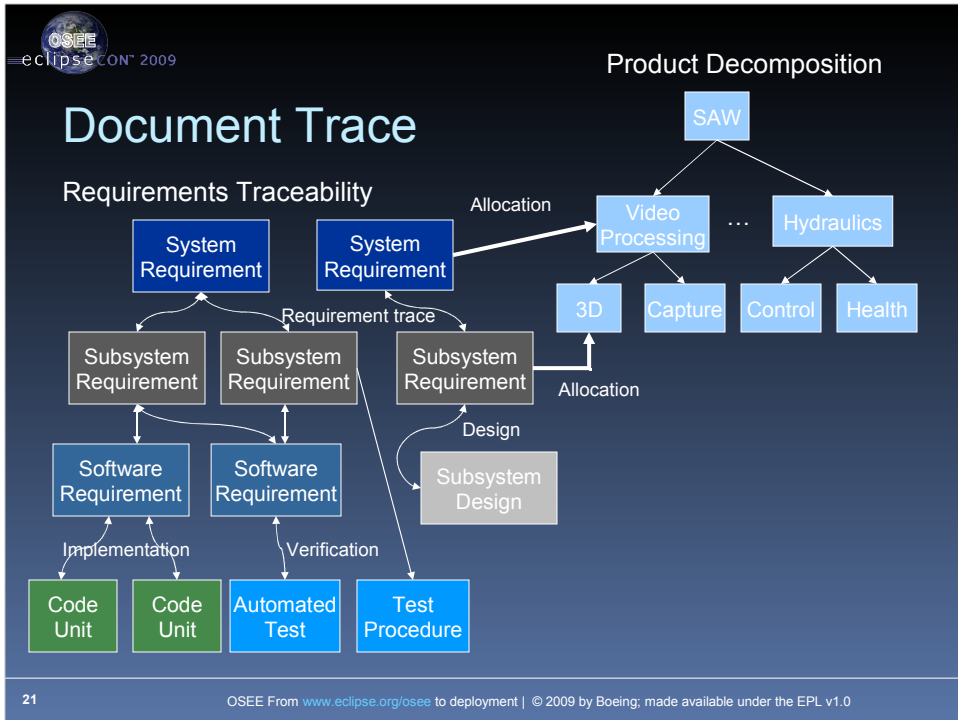 OSEE
eclipsecon™ 2009
Product Decomposition
Document Trace
SAW
Requirements Traceability
Allocation
Video
Processing
...
Hydraulics
System
Requirement
System
Requirement
3D
Capture
Control
Health
Requirement trace
Subsystem
Requirement
Subsystem
Requirement
Subsystem
Requirement
Allocation
Design
Software
Requirement
Software
Requirement
Subsystem
Design
Implementation
Verification
Code
Unit
Code
Unit
Automated
Test
Test
Procedure
21
OSEE From www.eclipse.org/osee to deployment | © 2009 by Boeing; made available under the EPL v1.0